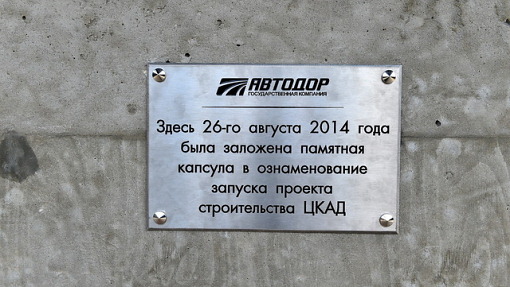 АВТОДОР
ГОСУДАРСТВЕННАЯ КОМПАНИЯ
Здесь 26-го августа 2014 года
была заложена памятная
капсула в ознаменование
запуска проекта
строительства ЦКАД